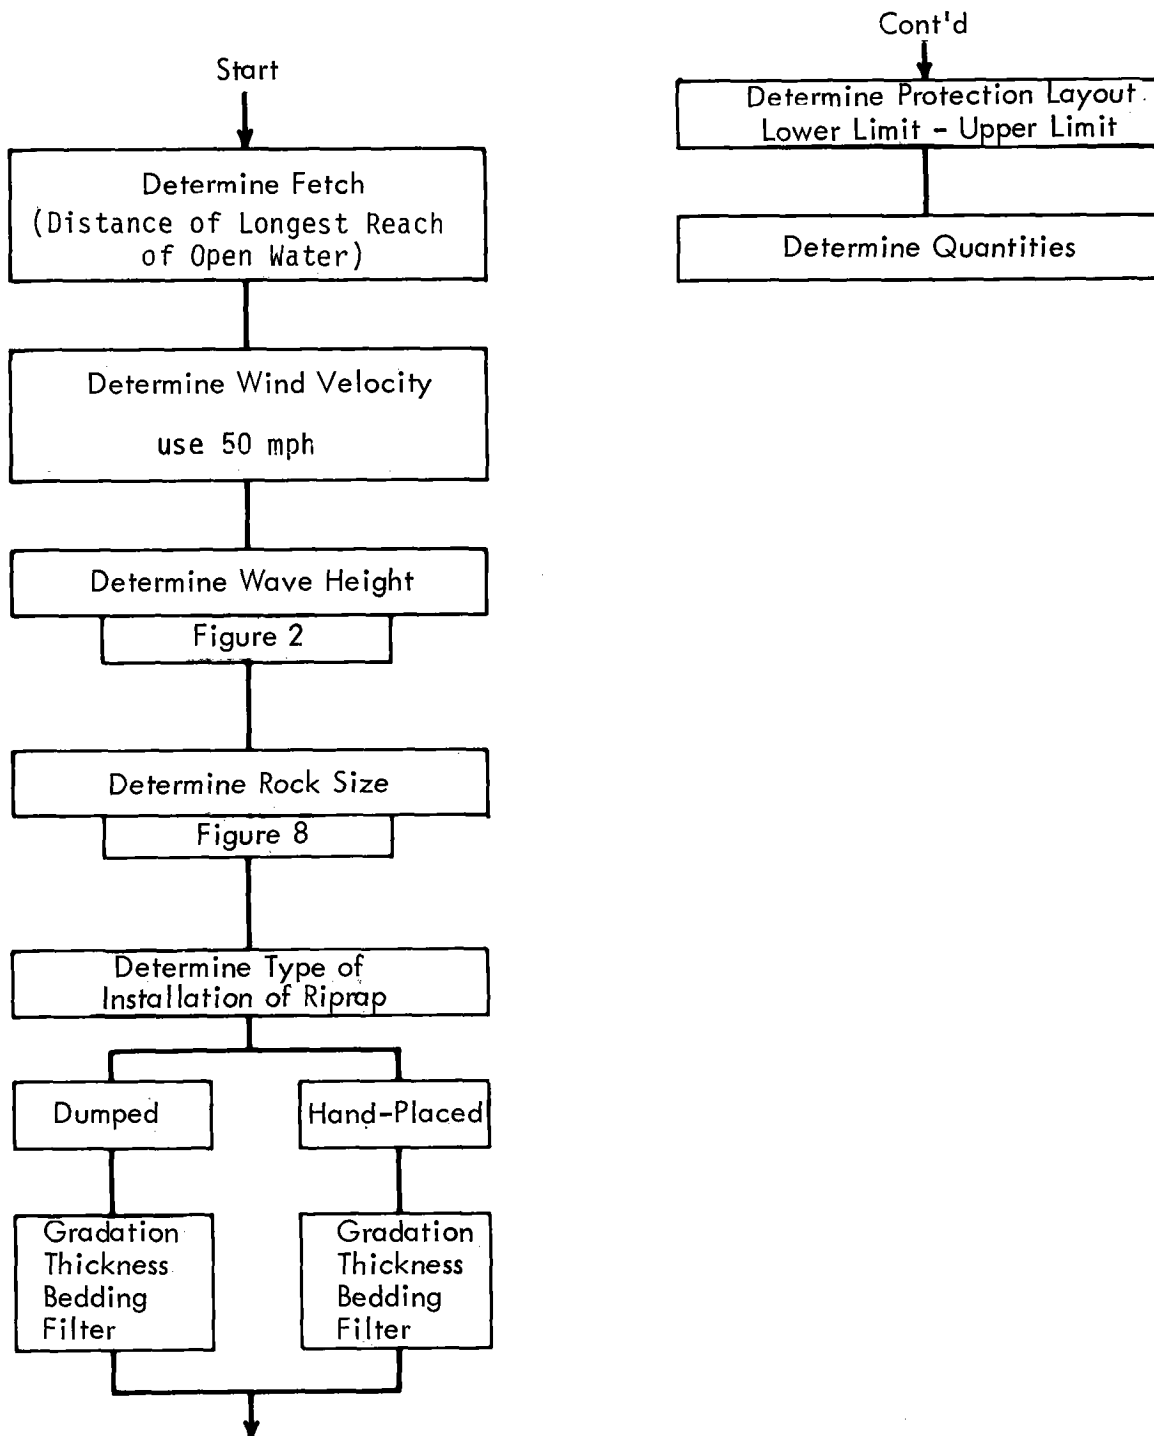 Start
Determine Fetch
(Distance of Longest Reach
of Open Water)
Determine Wind Velocity
use 50 mph
Determine Wave Height
Figure 2
Determine Rock Size
Figure 8
Determine Type of
Installation of Riprap
Dumped
Hand-Placed
Gradation
Thickness
Bedding
Filter
Gradation
Thickness
Bedding
Filter
Cont'd
Determine Protection Layout
Lower Limit - Upper Limit
Determine Quantities